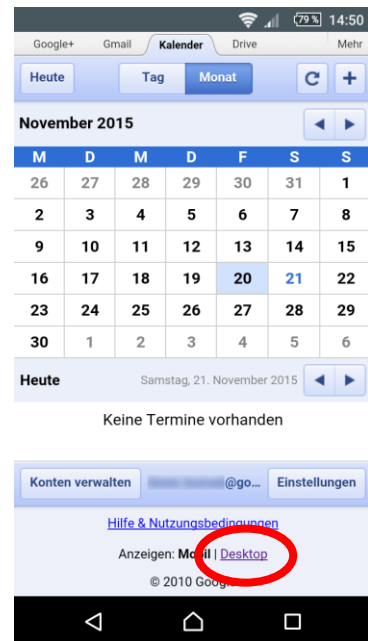 79% 14:50
Google+ Gmail Kalender Drive Mehr
Heute Tag Monat
November 2015
M D M D F S S
26 27 28 29 30 31 1
2 3 4 5 6 7 8
9 10 11 12 13 14 15
16 17 18 19 20 21 22
23 24 25 26 27 28 29
30 1 2 3 4 5 6
Heute Samstag, 21. November 2015
Keine Termine vorhanden
Konten verwalten @go... Einstellungen
Hilfe & Nutzungsbedingungen
Anzeigen: Mobil | Desktop
© 2010 Google